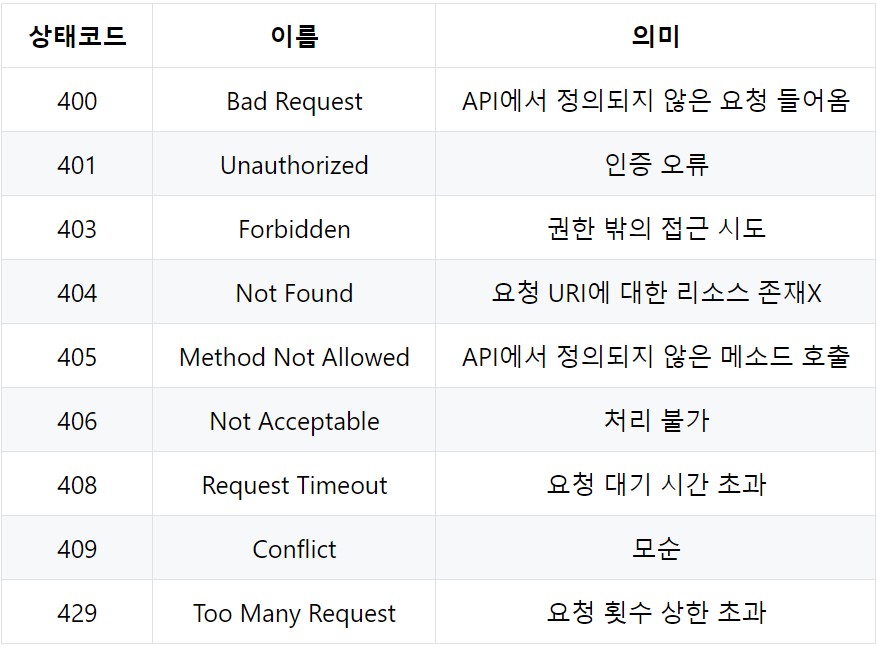 상태코드 이름 의미
400 Bad Request API에서 정의되지 않은 요청 들어옴
401 Unauthorized 인증 오류
403 Forbidden 권한 밖의 접근 시도
404 Not Found 요청 URI에 대한 리소스 존재X
405 Method Not Allowed API에서 정의되지 않은 메소드 호출
406 Not Acceptable 처리 불가
408 Request Timeout 요청 대기 시간 초과
409 Conflict 모순
429 Too Many Request 요청 횟수 상한 초과